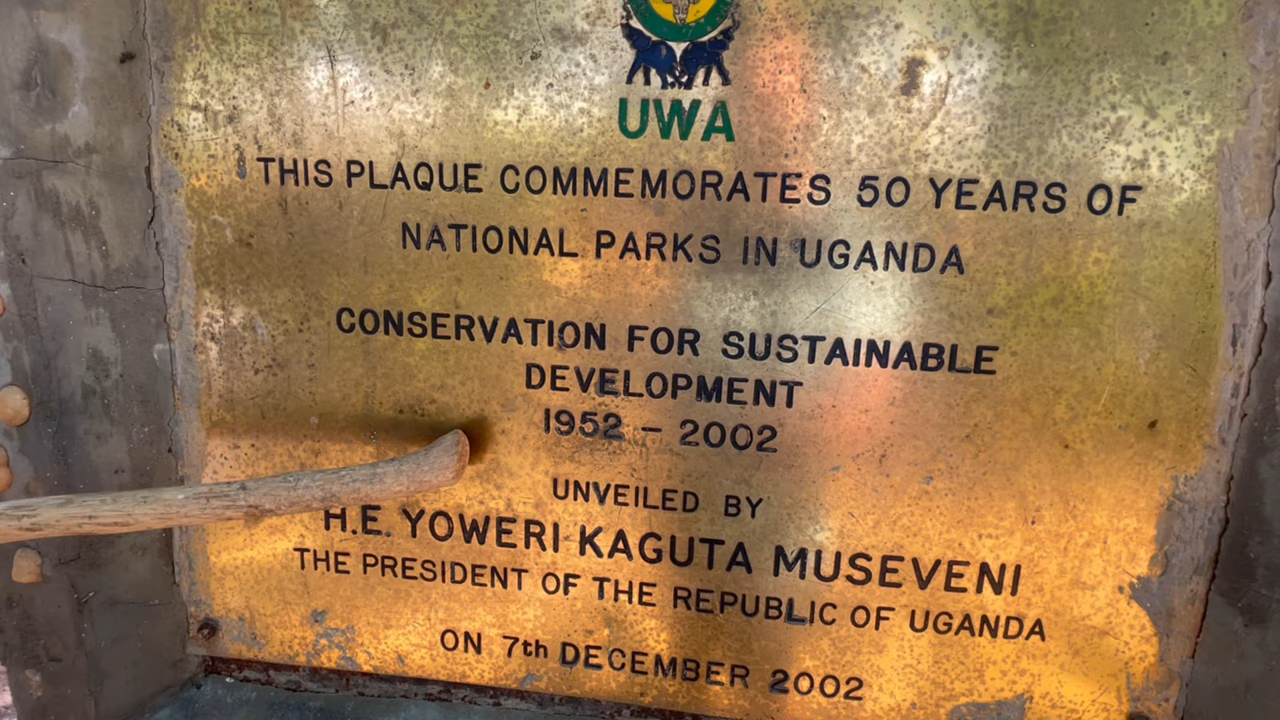 UWA
THIS PLAQUE COMMEMORATES 50 YEARS OF
NATIONAL PARKS IN UGANDA
CONSERVATION FOR SUSTAINABLE
DEVELOPMENT
1952 - 2002
UNVEILED BY
H.E. YOWERI KAGUTA MUSEVENI
THE PRESIDENT OF THE REPUBLIC OF UGANDA
ON 7th DECEMBER 2002